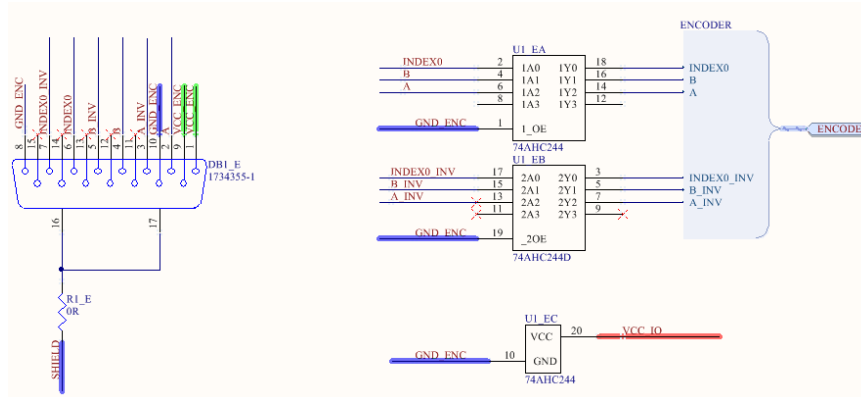 ENCODER
GND_ENC
INDEX0_INV
INDEX0
B_INV
B
A_INV
GND_ENC
A
VCC_ENC
VCC_ENC
8
15
7
14
6
13
5
12
4
11
3
10
2
9
1
DB1_E
1734355-1
16
17
R1_E
0R
SHIELD
U1_EA
INDEX0 2 1A0 1Y0 18 INDEX0
B 4 1A1 1Y1 16 B
A 6 1A2 1Y2 14 A
8 1A3 1Y3 12
GND_ENC 1 1_OE
74AHC244
ENCODE
U1_EB
INDEX0_INV 17 2A0 2Y0 3 INDEX0_INV
B_INV 15 2A1 2Y1 5 B_INV
A_INV 13 2A2 2Y2 7 A_INV
11 2A3 2Y3 9
GND_ENC 19 _2OE
74AHC244D
U1_EC
VCC 20 VCC_IO
GND_ENC 10 GND
74AHC244